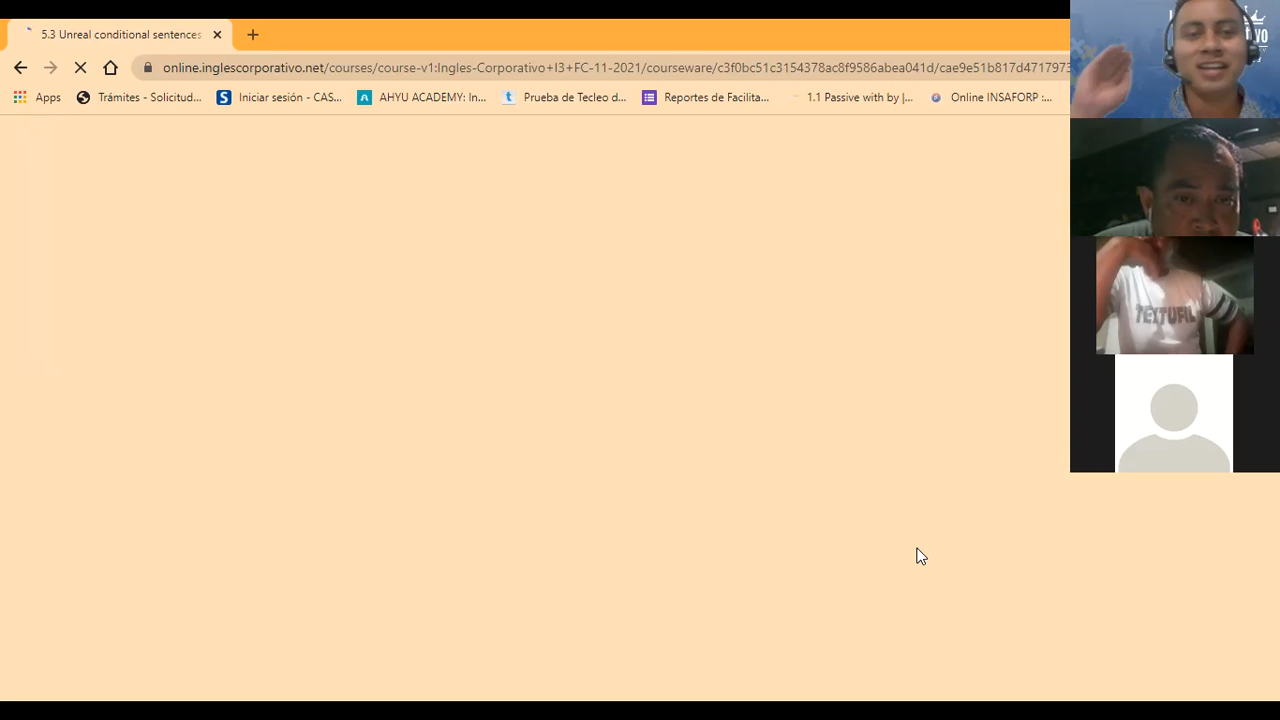 5.3 Unreal conditional sentences
online.inglescorporativo.net/courses/course-v1:Ingles-Corporativo+I3+FC-11-2021/courseware/c3f0bc51c3154378ac8f9586abea041d/cae9e51b817d4717973
Apps Trámites - Solicitud... Iniciar sesión - CAS... AHYU ACADEMY: In... Prueba de Tecleo d... Reportes de Facilita... 1.1 Passive with by |... Online INSAFORP :...
TEXTUFIL